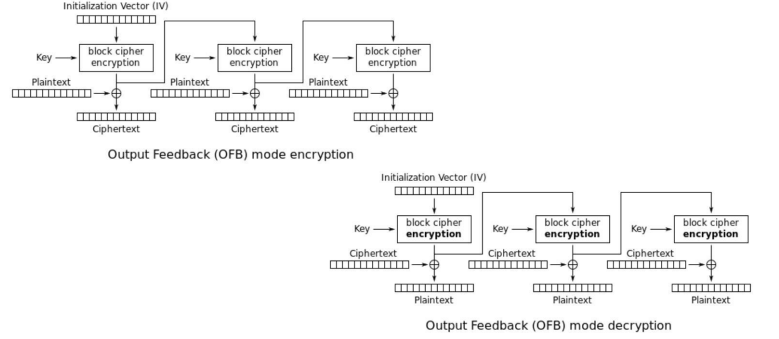 Initialization Vector (IV)
Key
block cipher
encryption
Key
block cipher
encryption
Key
block cipher
encryption
Plaintext
Plaintext
Plaintext
Ciphertext
Ciphertext
Ciphertext
Output Feedback (OFB) mode encryption
Initialization Vector (IV)
Key
block cipher
encryption
Key
block cipher
encryption
Key
block cipher
encryption
Ciphertext
Ciphertext
Ciphertext
Plaintext
Plaintext
Plaintext
Output Feedback (OFB) mode decryption